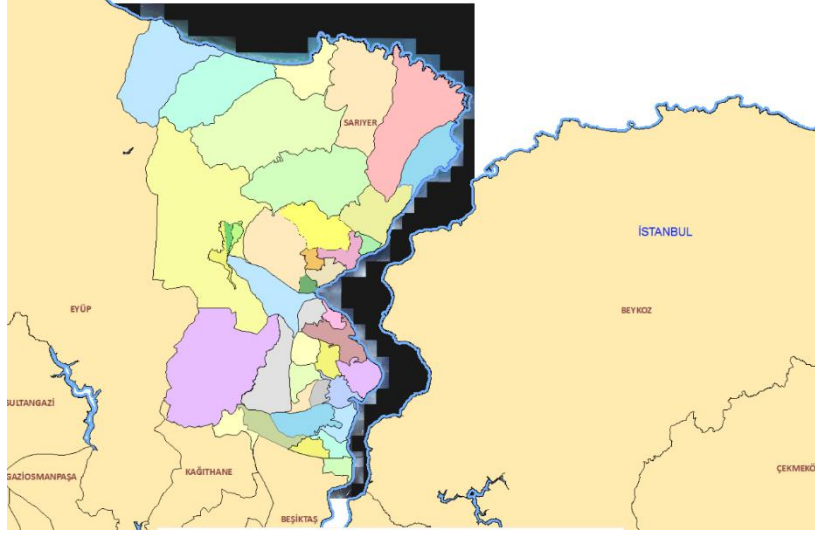 SARIYER
İSTANBUL
EYÜP
BEYKOZ
SULTANGAZİ
ÇEKMEKÖ
KAĞITHANE
GAZİOSMANPAŞA
BEŞİKTAŞ